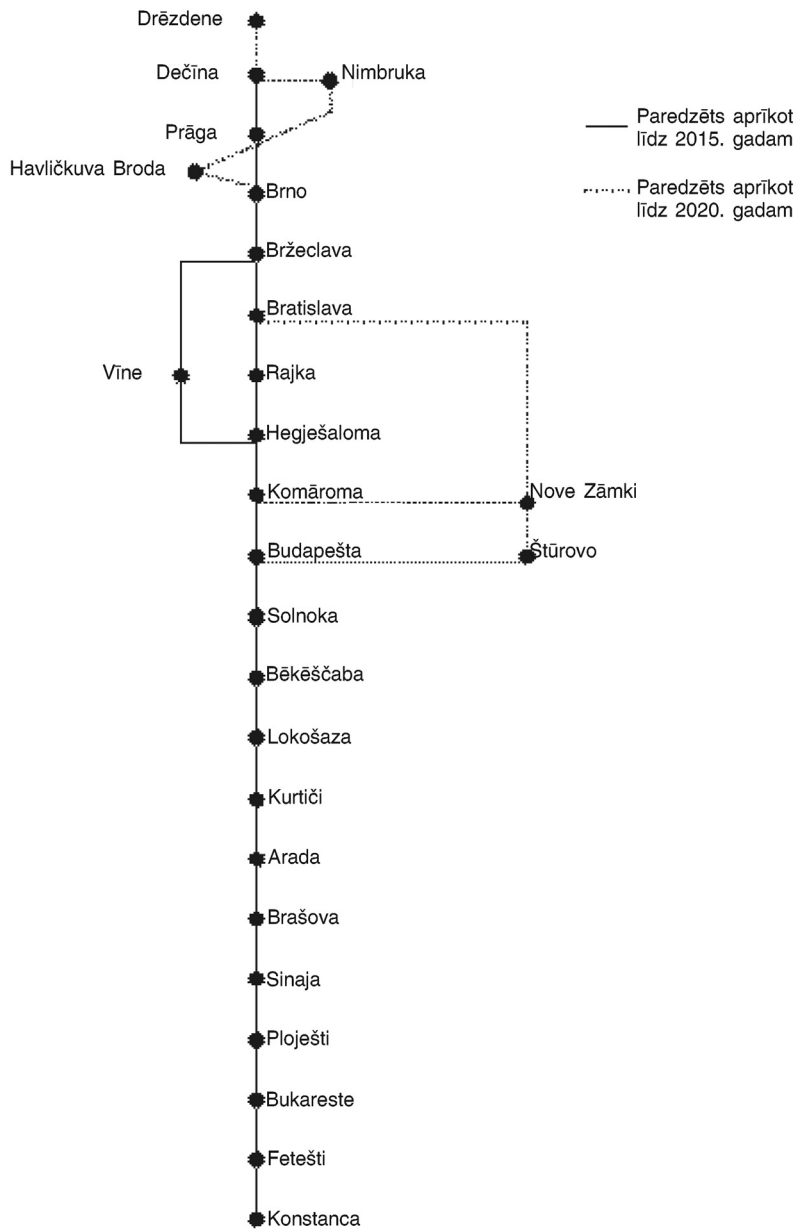 Drēzdene
Dečīna
Nimbruka
Prāga
Havličkuva Broda
Brno
Paredzēts aprīkot
līdz 2015. gadam
Paredzēts aprīkot
līdz 2020. gadam
Bržeclava
Bratislava
Vīne
Rajka
Hegješaloma
Komāroma
Nove Zāmki
Budapešta
Štūrovo
Solnoka
Bēkēščaba
Lokošaza
Kurtiči
Arada
Brašova
Sinaja
Ploješti
Bukareste
Fetešti
Konstanca